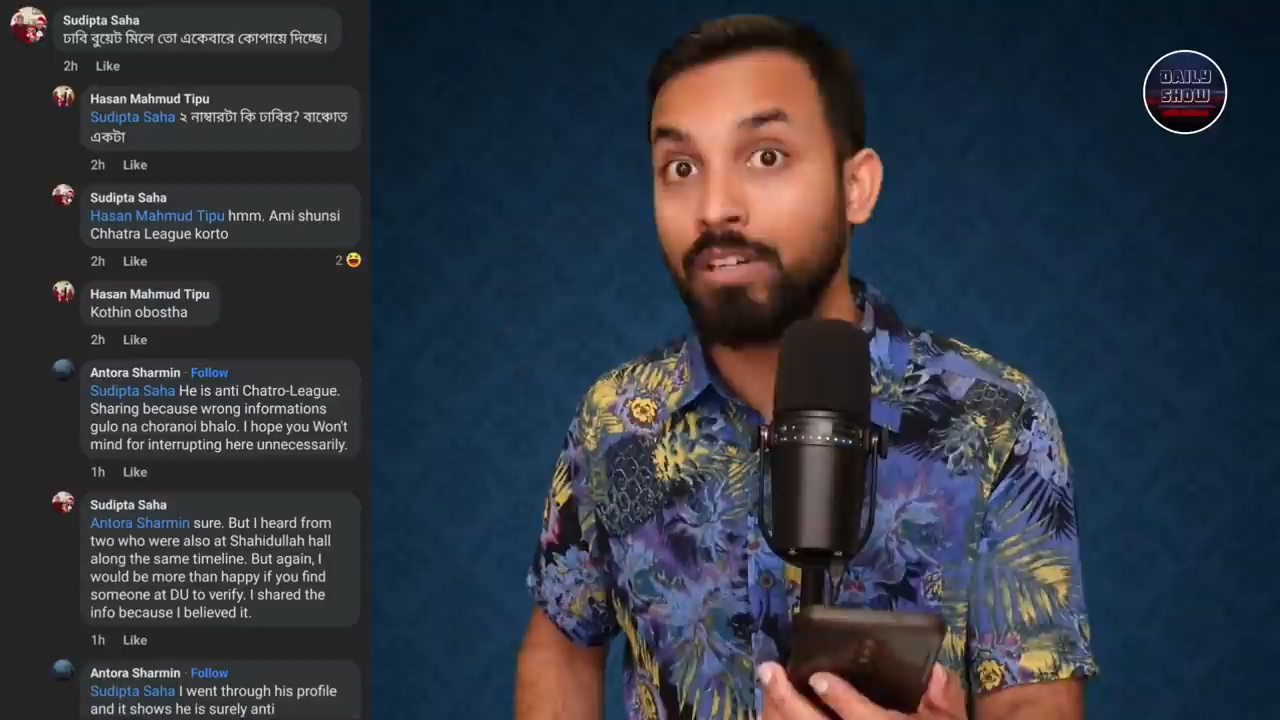 Sudipta Saha
ঢাবি বুয়েট মিলে তো একেবারে কোপায়ে দিচ্ছে।
2h Like
Hasan Mahmud Tipu
Sudipta Saha ২ নাম্বারটা কি ঢাবির? বাঞ্চোত
একটা
2h Like
Sudipta Saha
Hasan Mahmud Tipu hmm. Ami shunsi
Chhatra League korto
2h Like 2
Hasan Mahmud Tipu
Kothin obostha
2h Like
Antora Sharmin · Follow
Sudipta Saha He is anti Chatro-League.
Sharing because wrong informations
gulo na choranoi bhalo. I hope you Won't
mind for interrupting here unnecessarily.
1h Like
Sudipta Saha
Antora Sharmin sure. But I heard from
two who were also at Shahidullah hall
along the same timeline. But again, I
would be more than happy if you find
someone at DU to verify. I shared the
info because I believed it.
1h Like
Antora Sharmin · Follow
Sudipta Saha I went through his profile
and it shows he is surely anti
DAILY
SHOW